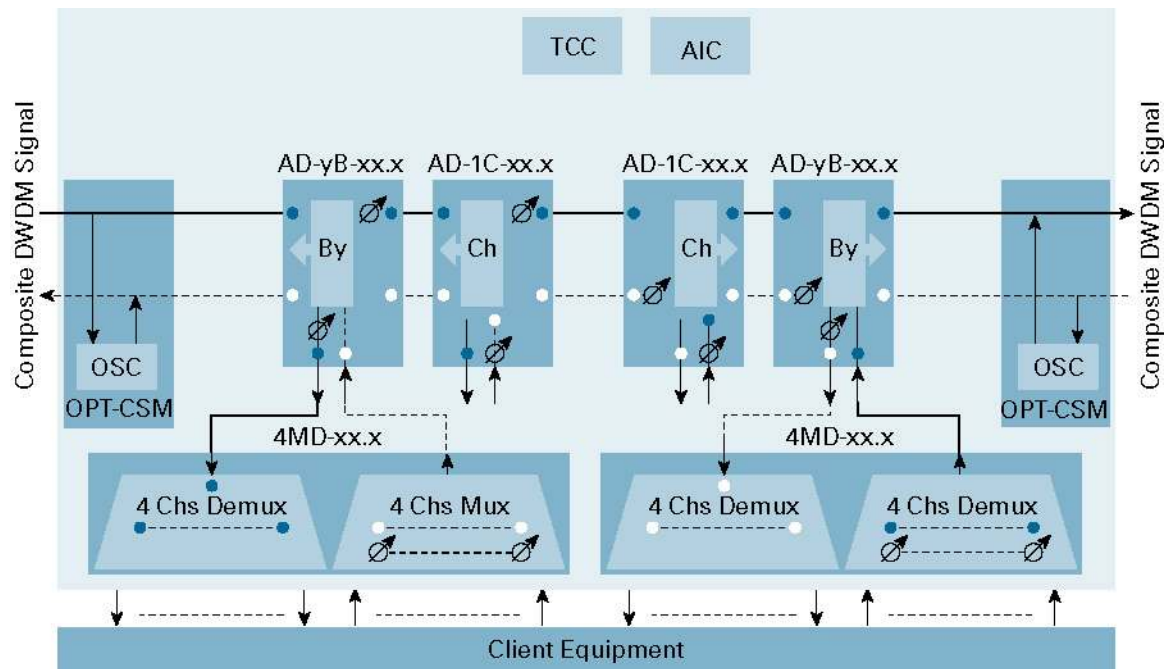 TCC
AIC
Composite DWDM Signal
Composite DWDM Signal
AD-yB-xx.x
AD-1C-xx.x
AD-1C-xx.x
AD-yB-xx.x
By
Ch
Ch
By
OSC
OPT-CSM
OSC
OPT-CSM
4MD-xx.x
4MD-xx.x
4 Chs Demux
4 Chs Mux
4 Chs Demux
4 Chs Demux
Client Equipment